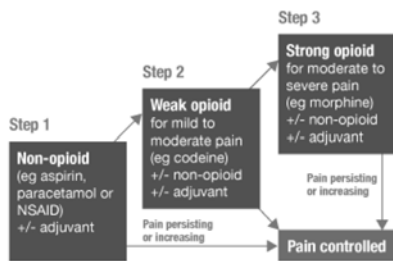 Step 1
Non-opioid
(eg aspirin,
paracetamol or
NSAID)
+/- adjuvant
Step 2
Weak opioid
for mild to
moderate pain
(eg codeine)
+/- non-opioid
+/- adjuvant
Step 3
Strong opioid
for moderate to
severe pain
(eg morphine)
+/- non-opioid
+/- adjuvant
Pain persisting
or increasing
Pain persisting
or increasing
Pain controlled